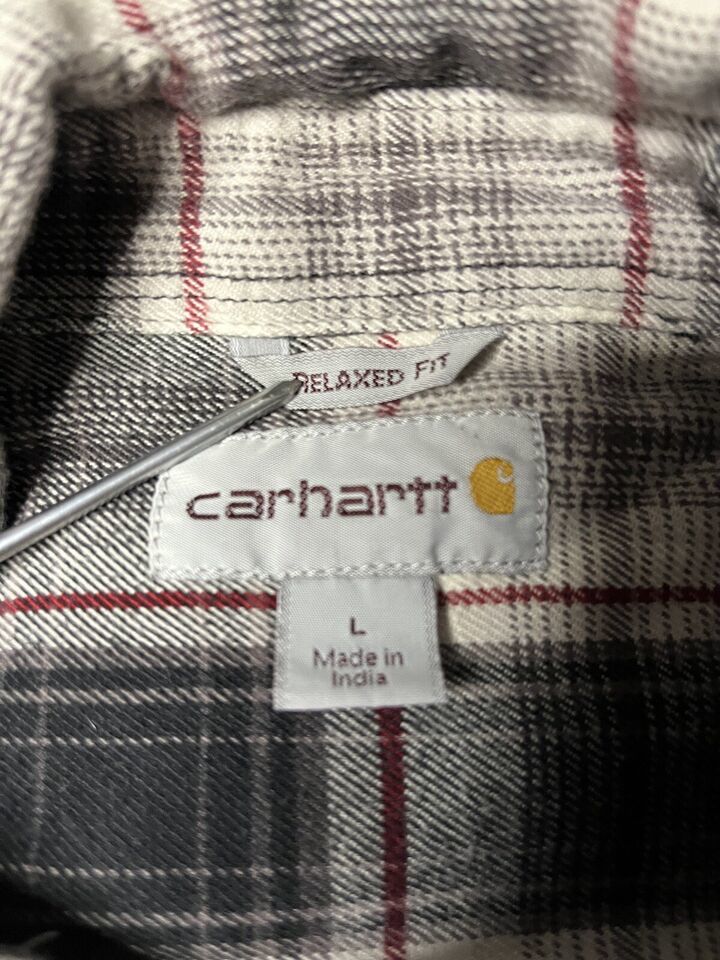 RELAXED FIT
carhartt
L
Made in
India